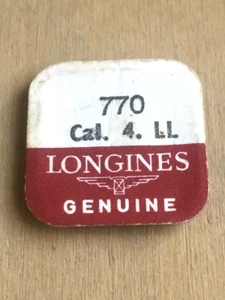 770
Cal. 4. LL
LONGINES
GENUINE